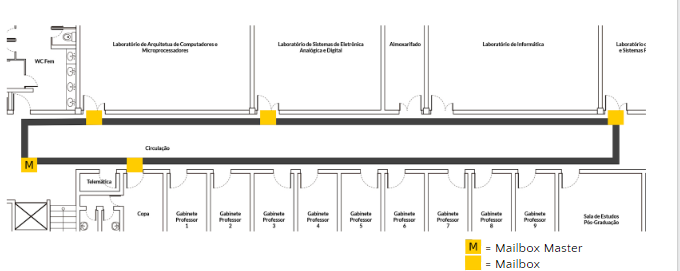 Laboratório de Arquitetua de Computadores e
Microprocessadores
Laboratório de Sistemas de Eletrônica
Analógica e Digital
Almoxarifado
Laboratório de Informática
Laboratório
e Sistemas
WC Fem
Circulação
M
Telemática
Copa
Gabinete
Professor
1
Gabinete
Professor
2
Gabinete
Professor
3
Gabinete
Professor
4
Gabinete
Professor
5
Gabinete
Professor
6
Gabinete
Professor
7
Gabinete
Professor
8
Gabinete
Professor
9
Sala de Estudos
Pós-Graduação
M = Mailbox Master
= Mailbox